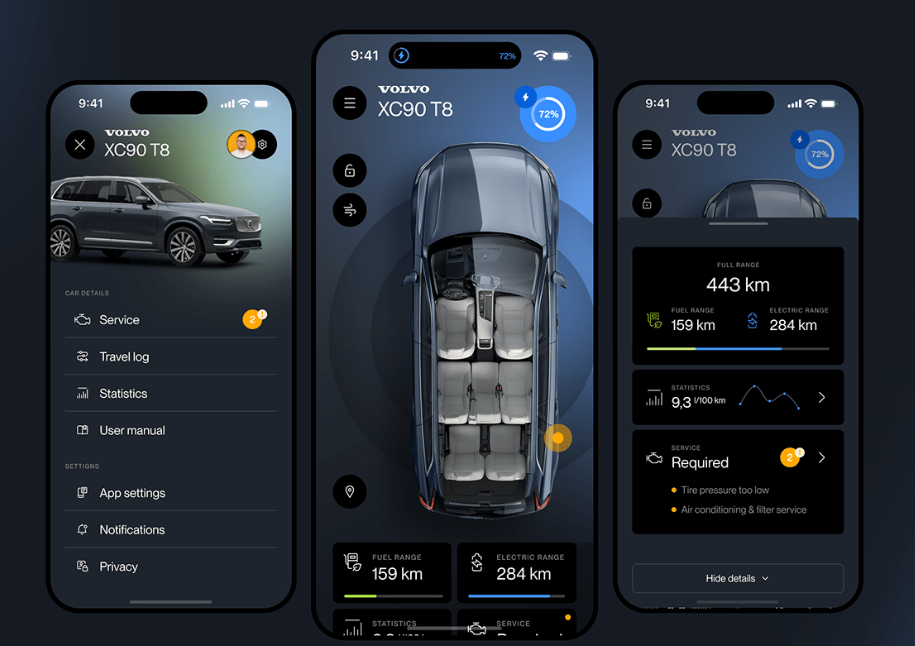 9:41
VOLVO
XC90 T8
CAR DETAILS
Service
2
!
Travel log
Statistics
User manual
SETTIGNS
App settings
Notifications
Privacy
9:41
72%
VOLVO
XC90 T8
72%
FUEL RANGE
159 km
ELECTRIC RANGE
284 km
STATISTICS
SERVICE
9:41
VOLVO
XC90 T8
72%
FULL RANGE
443 km
FUEL RANGE
159 km
ELECTRIC RANGE
284 km
STATISTICS
9,3 l/100 km
SERVICE
Required
2
!
Tire pressure too low
Air conditioning & filter service
Hide details